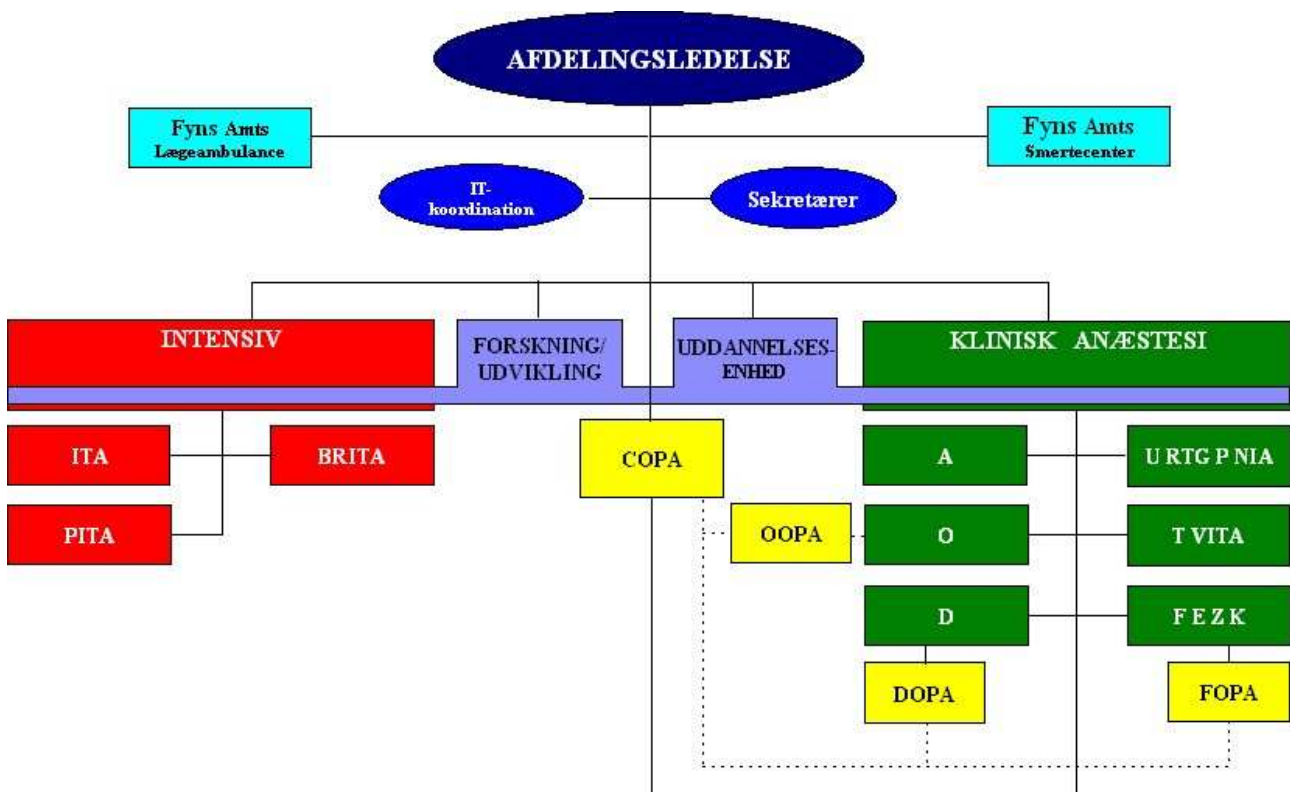 AFDELINGSLEDELSE
Fyns Amts
Lægeambulance
Fyns Amts
Smertecenter
IT-
koordination
Sekretærer
INTENSIV
FORSKNING/
UDVIKLING
UDDANNELSES-
ENHED
KLINISK ANÆSTESI
ITA
BRITA
COPA
A
U RTG P NIA
PITA
OOPA
O
T VITA
D
F E Z K
DOPA
FOPA